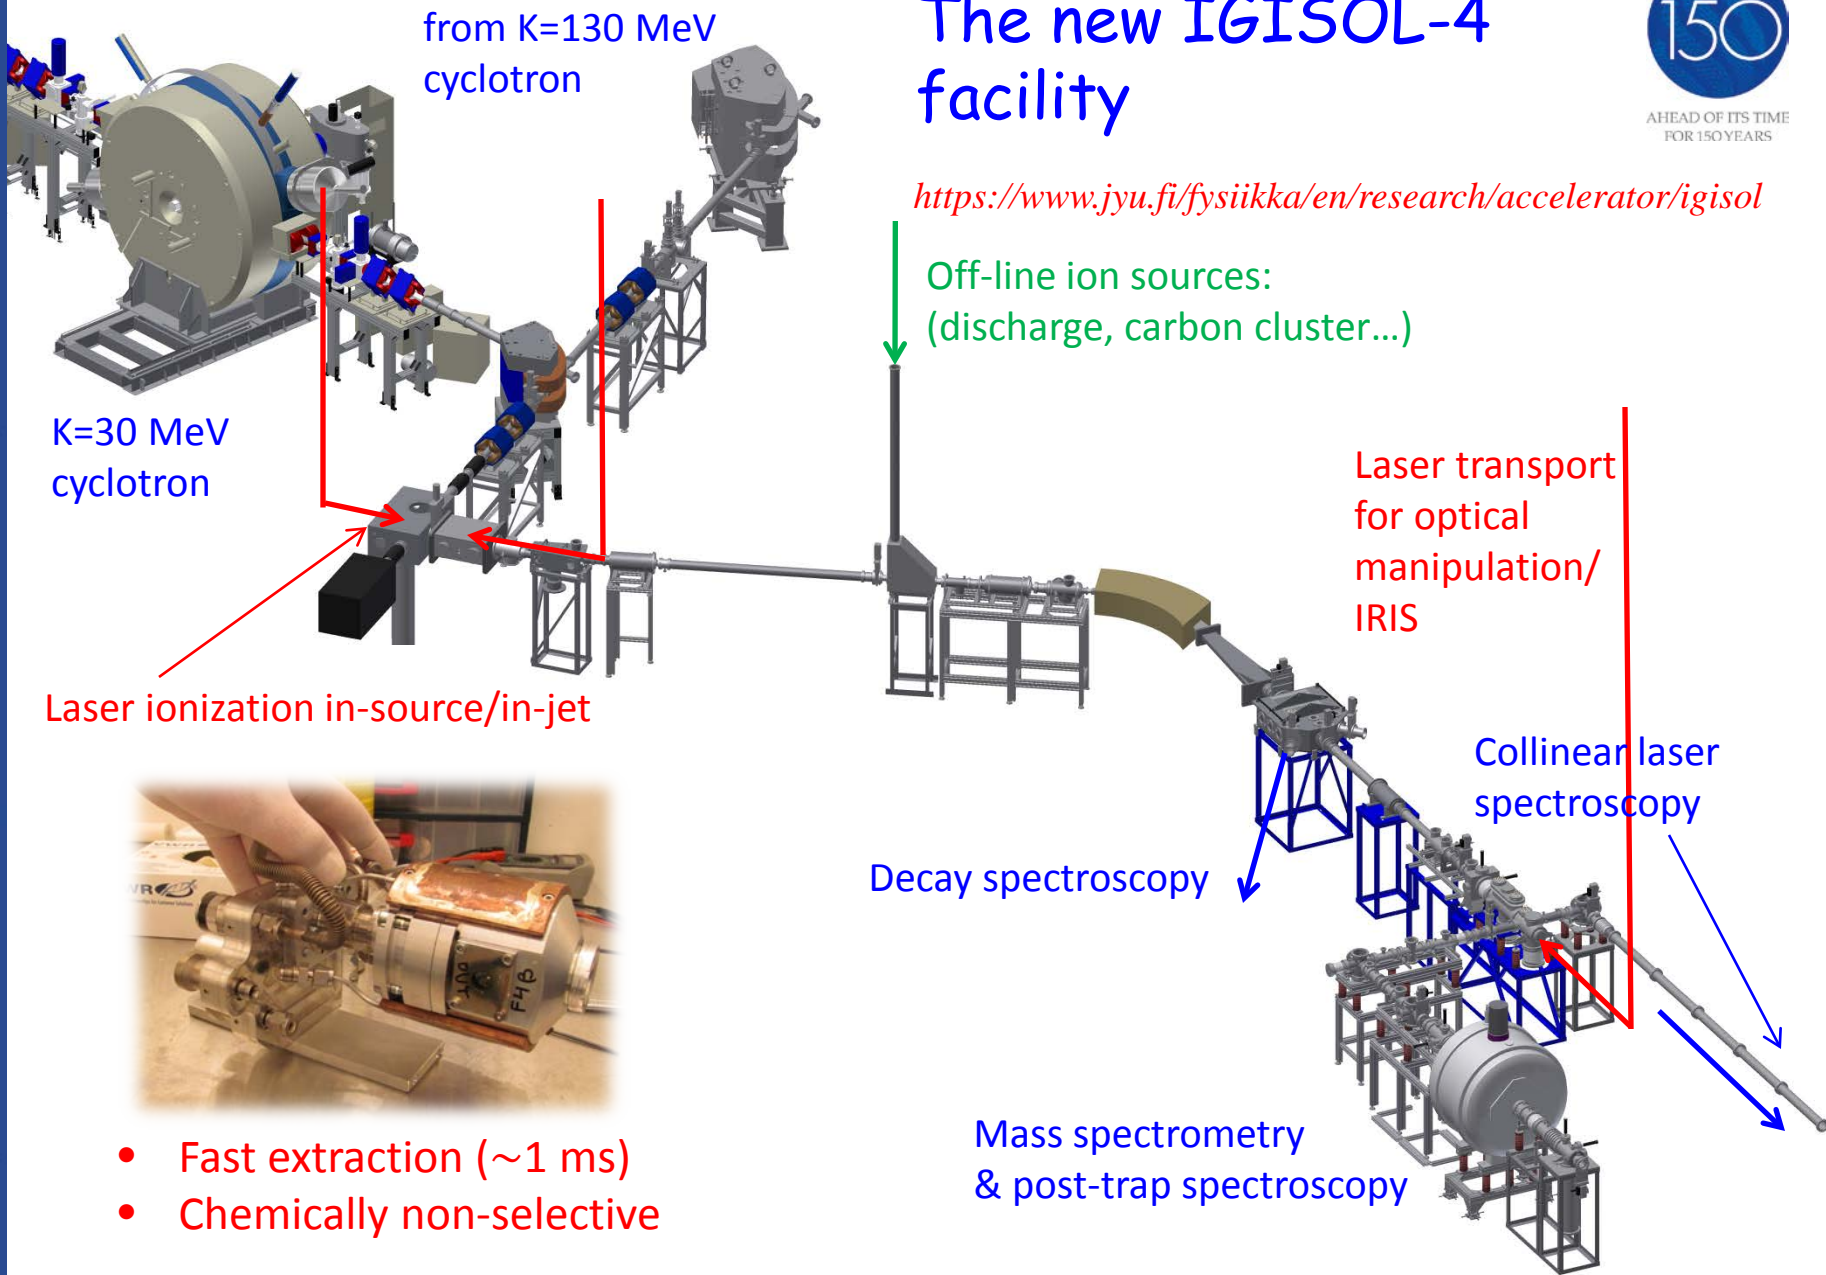 from K=130 MeV
cyclotron
The new IGISOL-4
facility
150
AHEAD OF ITS TIME
FOR 150 YEARS
https://www.jyu.fi/fysiikka/en/research/accelerator/igisol
Off-line ion sources:
(discharge, carbon cluster…)
K=30 MeV
cyclotron
Laser transport
for optical
manipulation/
IRIS
Laser ionization in-source/in-jet
Collinear laser
spectroscopy
Decay spectroscopy
OUT
F4β
Mass spectrometry
& post-trap spectroscopy
• Fast extraction (~1 ms)
• Chemically non-selective